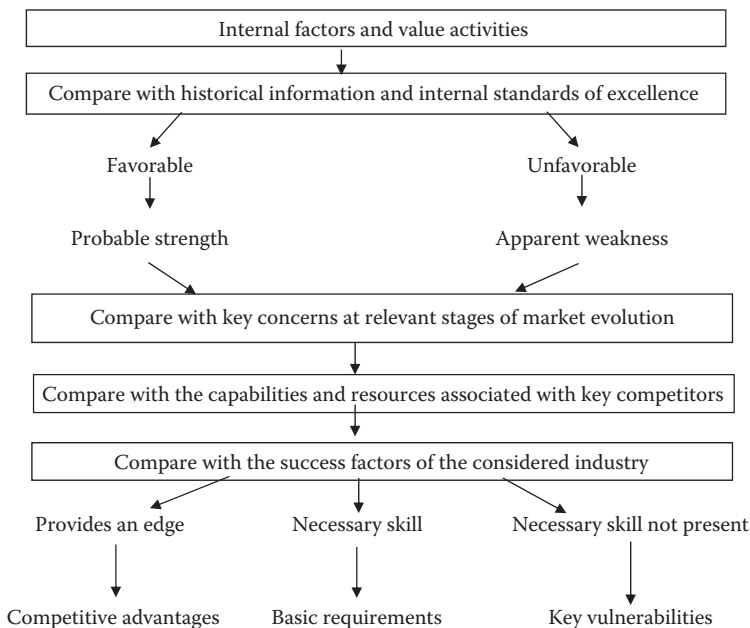 Internal factors and value activities
Compare with historical information and internal standards of excellence
Favorable
Unfavorable
Probable strength
Apparent weakness
Compare with key concerns at relevant stages of market evolution
Compare with the capabilities and resources associated with key competitors
Compare with the success factors of the considered industry
Provides an edge
Necessary skill
Necessary skill not present
Competitive advantages
Basic requirements
Key vulnerabilities